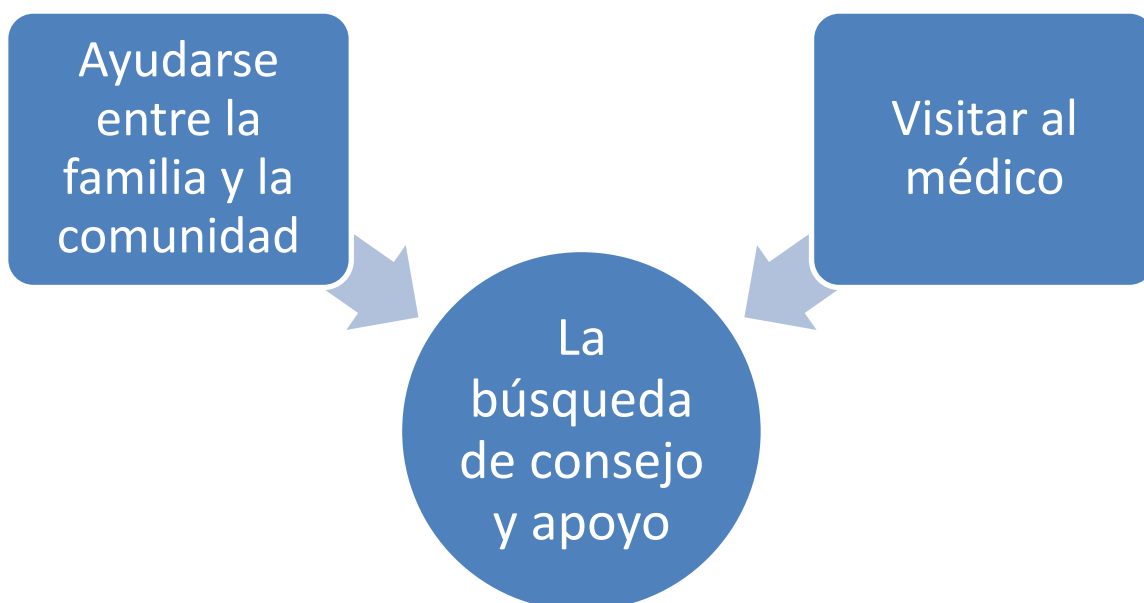 Ayudarse
entre la
familia y la
comunidad
Visitar al
médico
La
búsqueda
de consejo
y apoyo